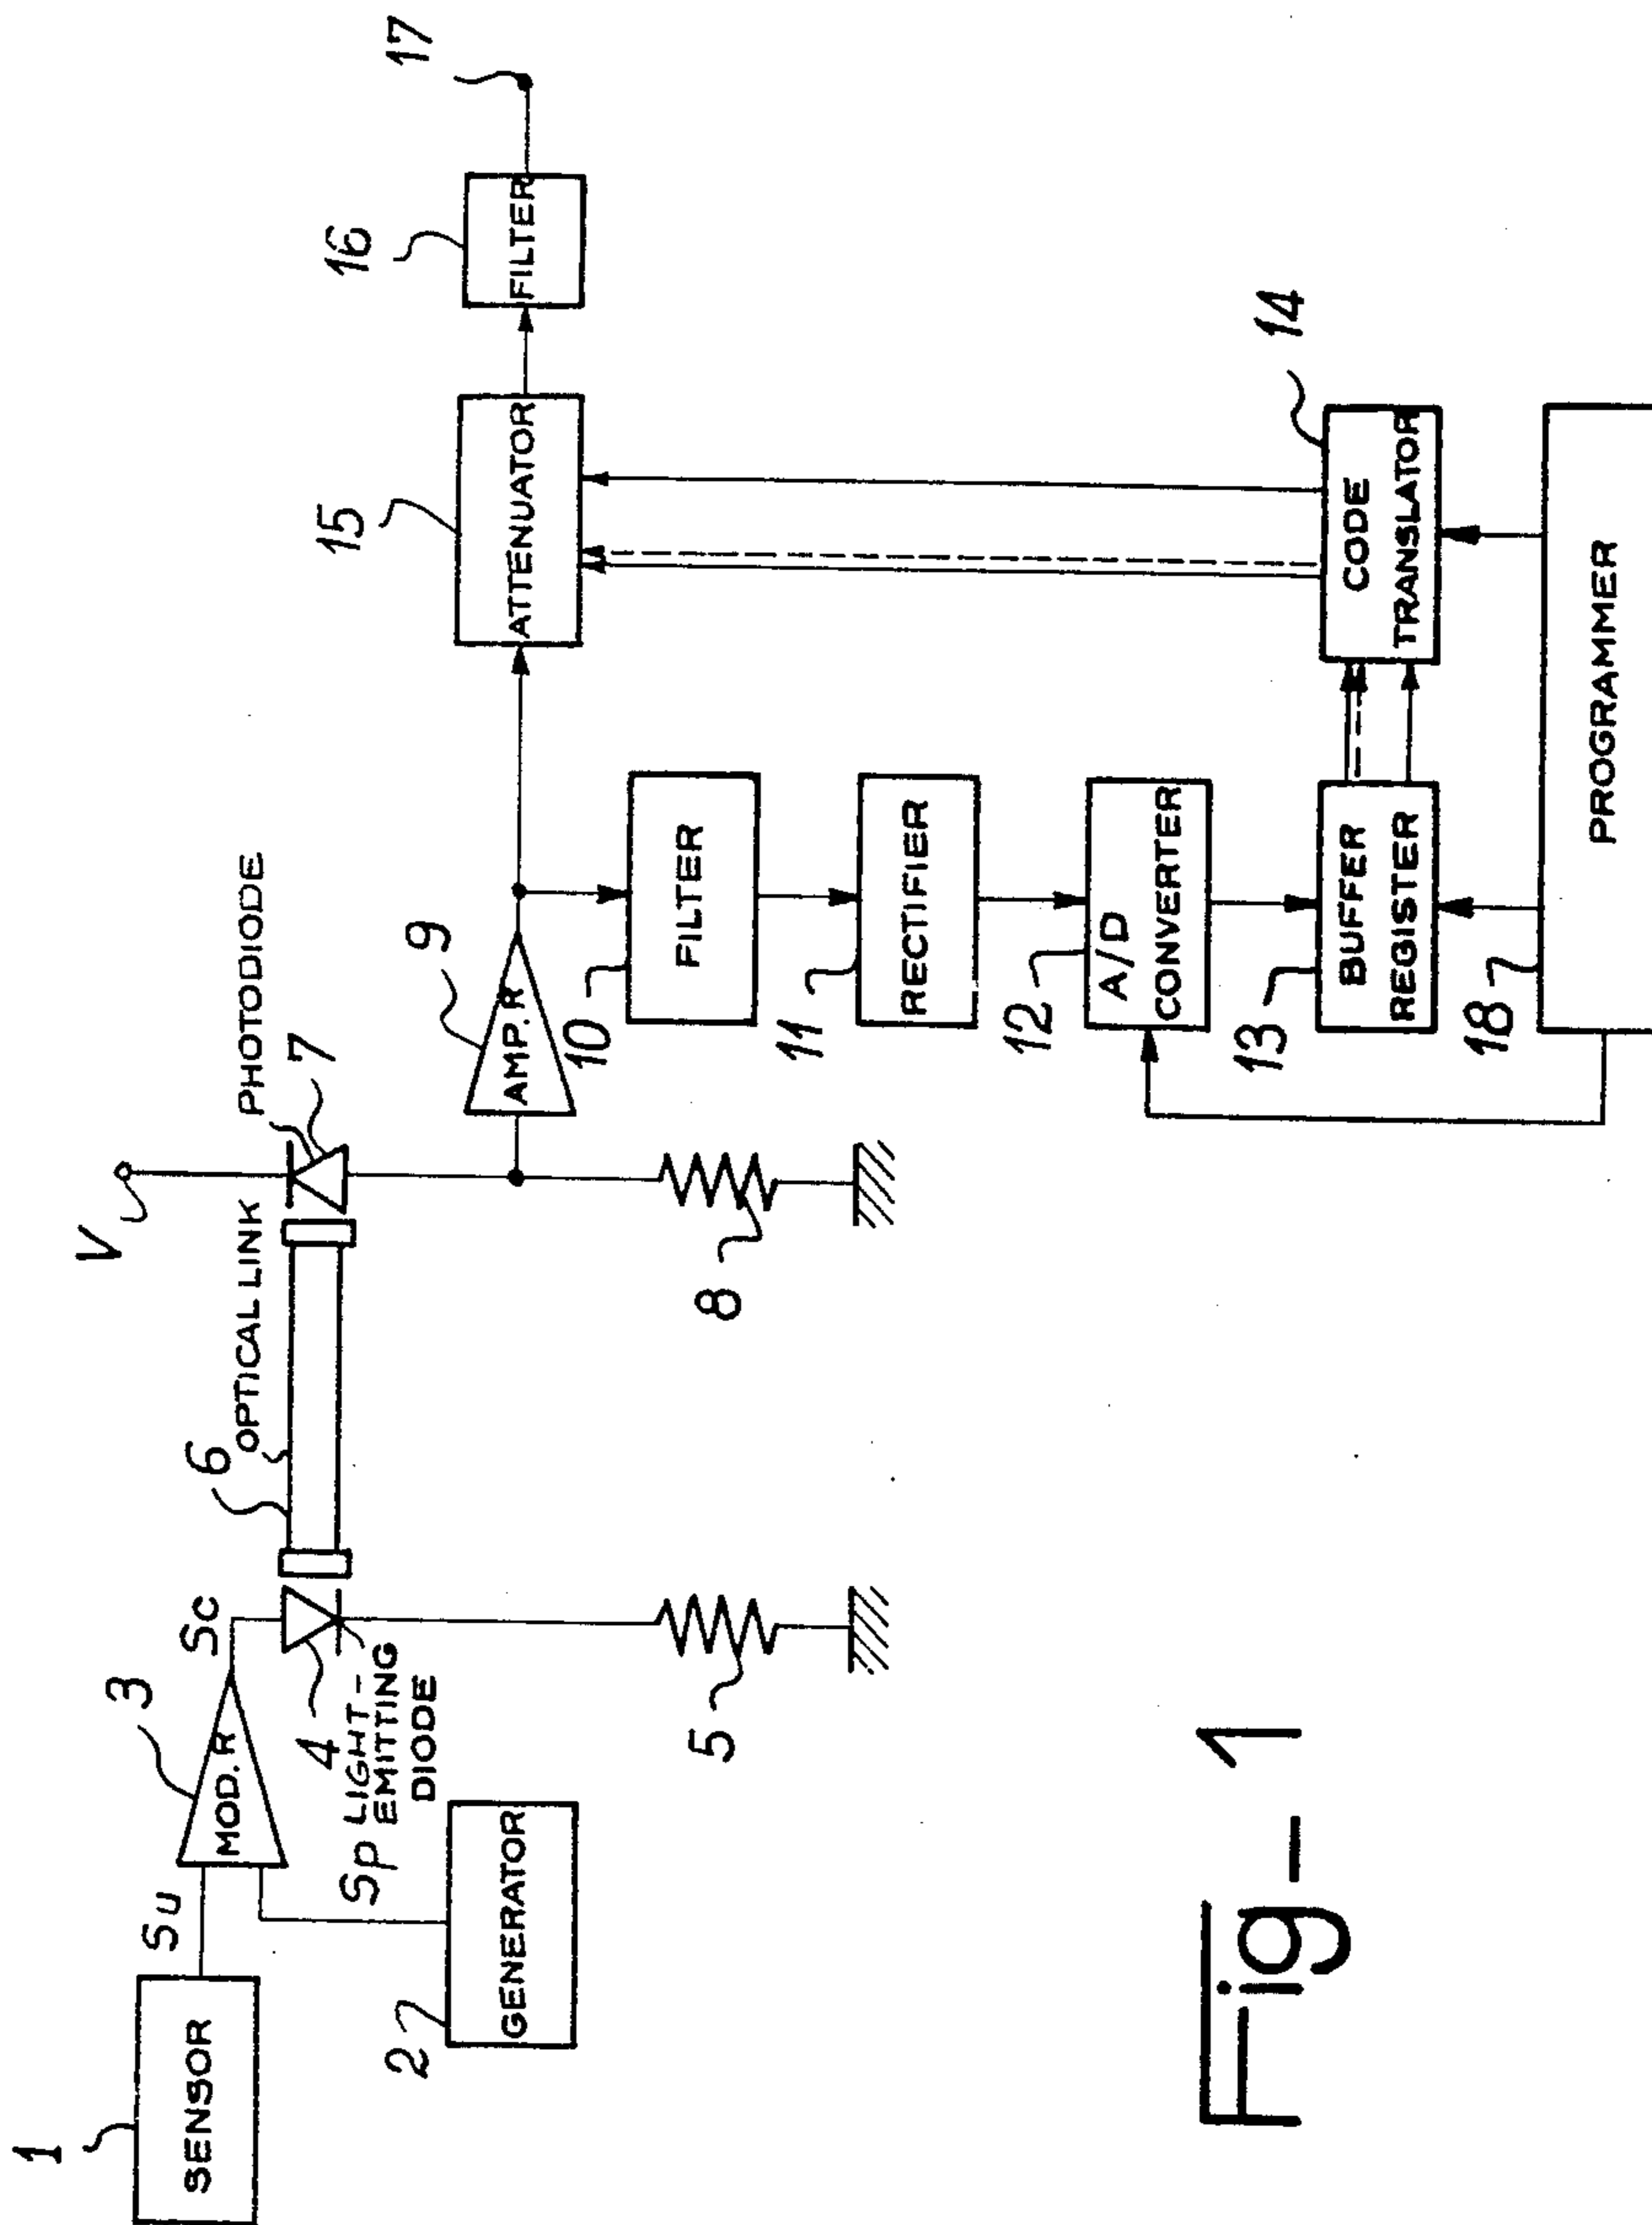 1
SENSOR
Su
2
GENERATOR
Sp
3
MOD. R
Sc
4
LIGHT-
EMITTING
DIODE
5
6
OPTICAL LINK
V
PHOTODIODE
7
8
9
AMP. R
10
FILTER
11
RECTIFIER
12
A/D
CONVERTER
13
BUFFER
REGISTER
14
CODE
TRANSLATOR
15
ATTENUATOR
16
FILTER
17
18
PROGRAMMER
Fig_1